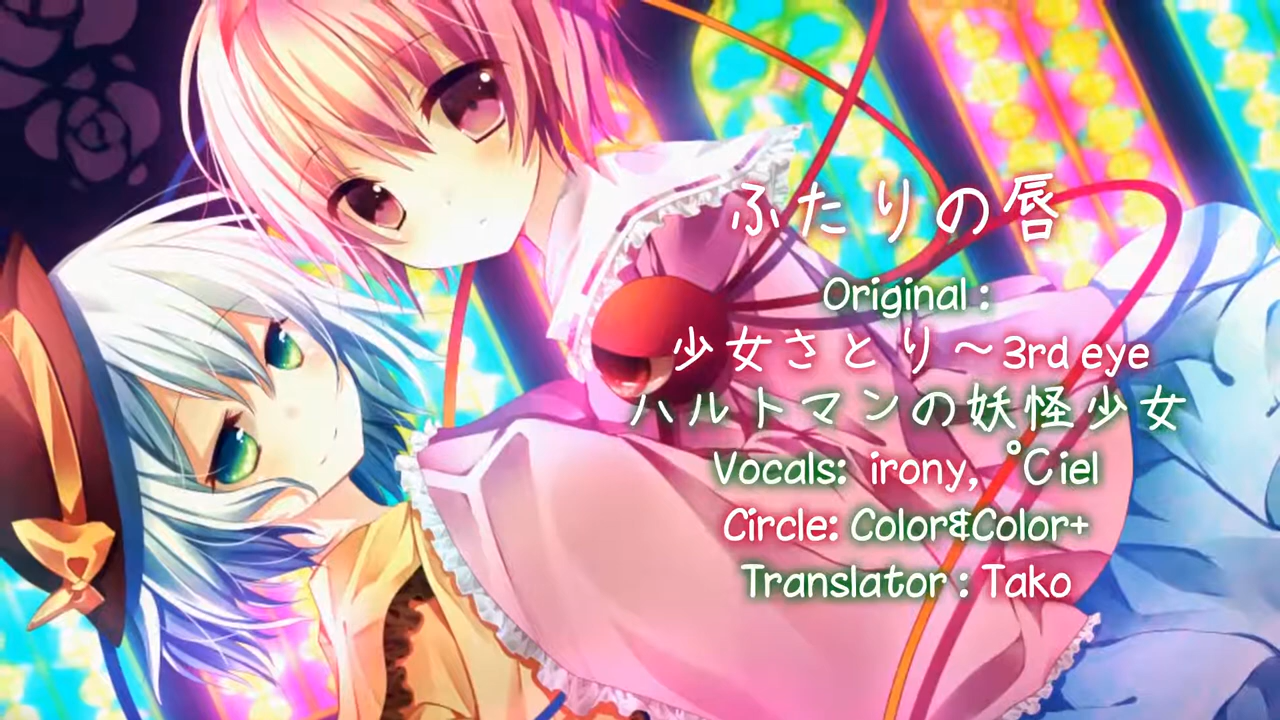 ふたりの唇
Original :
少女さとり～3rd eye
ハルトマンの妖怪少女
Vocals: irony, ℃iel
Circle: Color&Color+
Translator : Tako